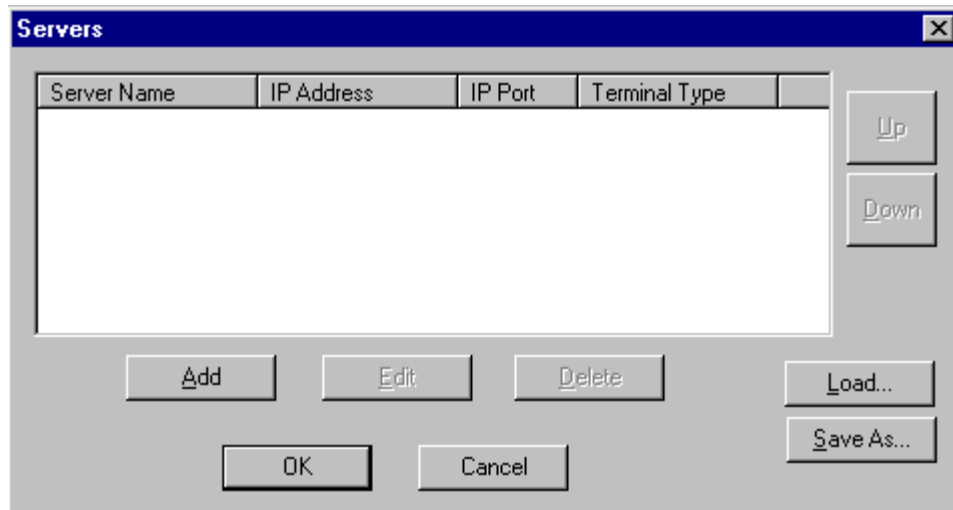 Servers
Server Name IP Address IP Port Terminal Type
Up
Down
Add Edit Delete
Load...
Save As...
OK Cancel